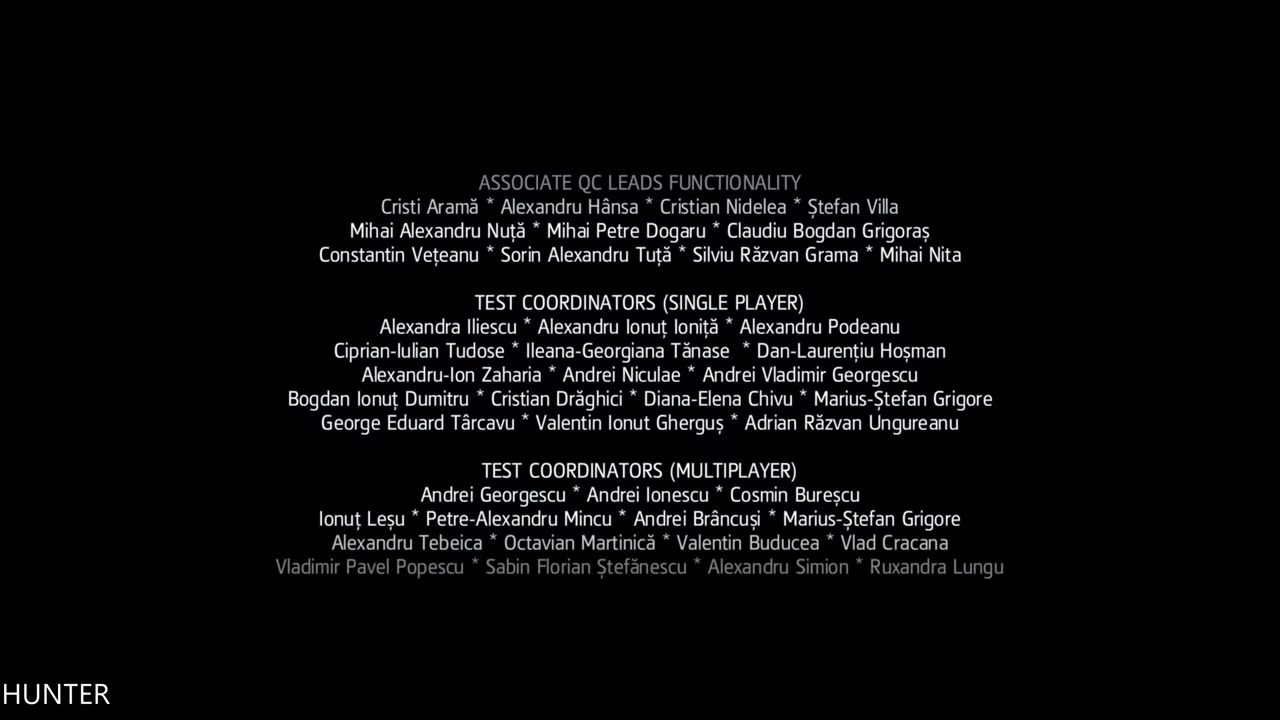 ASSOCIATE QC LEADS FUNCTIONALITY
Cristi Aramă * Alexandru Hânsa * Cristian Nidelea * Ștefan Villa
Mihai Alexandru Nuță * Mihai Petre Dogaru * Claudiu Bogdan Grigoraș
Constantin Vețeanu * Sorin Alexandru Tuță * Silviu Răzvan Grama * Mihai Nita
TEST COORDINATORS (SINGLE PLAYER)
Alexandra Iliescu * Alexandru Ionuț Ioniță * Alexandru Podeanu
Ciprian-Iulian Tudose * Ileana-Georgiana Tănase * Dan-Laurențiu Hoșman
Alexandru-Ion Zaharia * Andrei Niculae * Andrei Vladimir Georgescu
Bogdan Ionuț Dumitru * Cristian Drăghici * Diana-Elena Chivu * Marius-Ștefan Grigore
George Eduard Târcavu * Valentin Ionut Gherguș * Adrian Răzvan Ungureanu
TEST COORDINATORS (MULTIPLAYER)
Andrei Georgescu * Andrei Ionescu * Cosmin Bureșcu
Ionuț Leșu * Petre-Alexandru Mincu * Andrei Brâncuși * Marius-Ștefan Grigore
Alexandru Tebeica * Octavian Martinică * Valentin Buducea * Vlad Cracana
Vladimir Pavel Popescu * Sabin Florian Ștefănescu * Alexandru Simion * Ruxandra Lungu
HUNTER